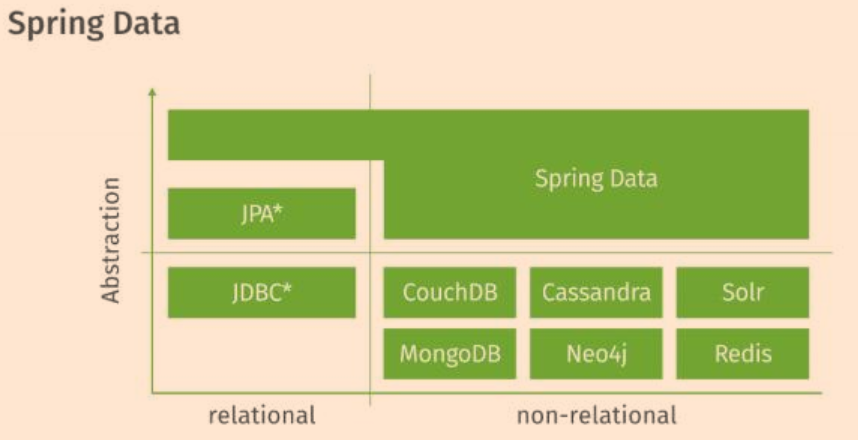 Spring Data
Abstraction
Spring Data
JPA*
JDBC*
CouchDB
Cassandra
Solr
MongoDB
Neo4j
Redis
relational
non-relational